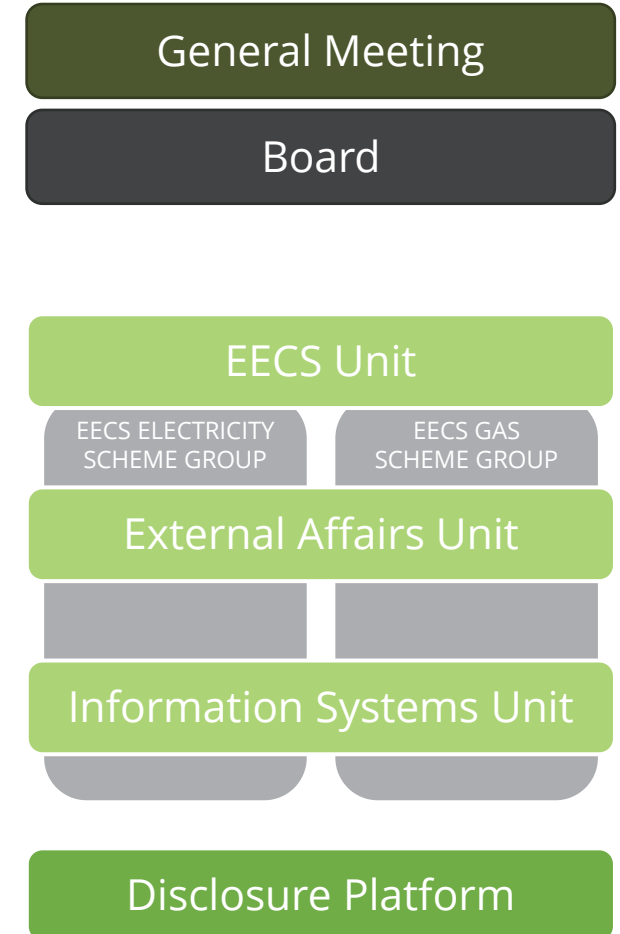 General Meeting
Board
EECS Unit
EECS ELECTRICITY
SCHEME GROUP
EECS GAS
SCHEME GROUP
External Affairs Unit
Information Systems Unit
Disclosure Platform